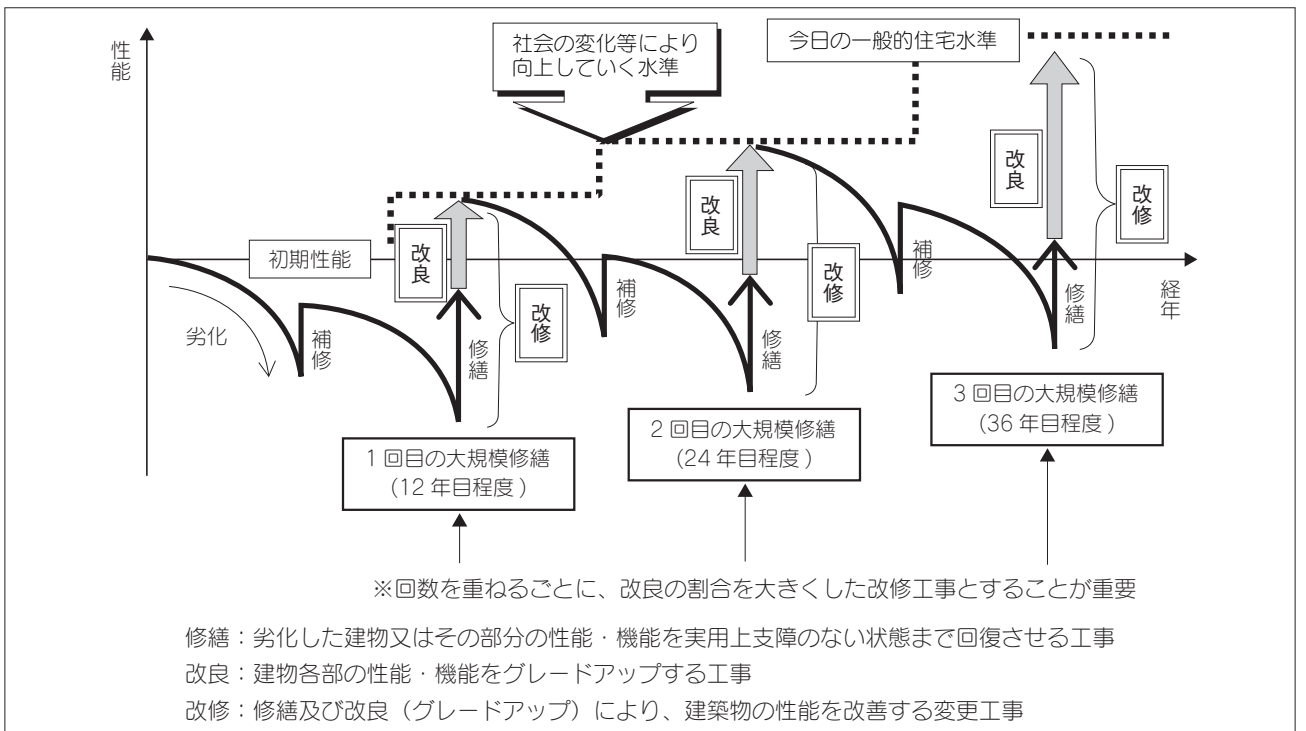 性能
社会の変化等により
向上していく水準
今日の一般的住宅水準
初期性能
劣化
補修
修繕
改良
改修
補修
修繕
改良
改修
補修
修繕
改良
改修
経年
1回目の大規模修繕
(12年目程度)
2回目の大規模修繕
(24年目程度)
3回目の大規模修繕
(36年目程度)
※回数を重ねるごとに、改良の割合を大きくした改修工事とすることが重要
修繕：劣化した建物又はその部分の性能・機能を実用上支障のない状態まで回復させる工事
改良：建物各部の性能・機能をグレードアップする工事
改修：修繕及び改良（グレードアップ）により、建築物の性能を改善する変更工事